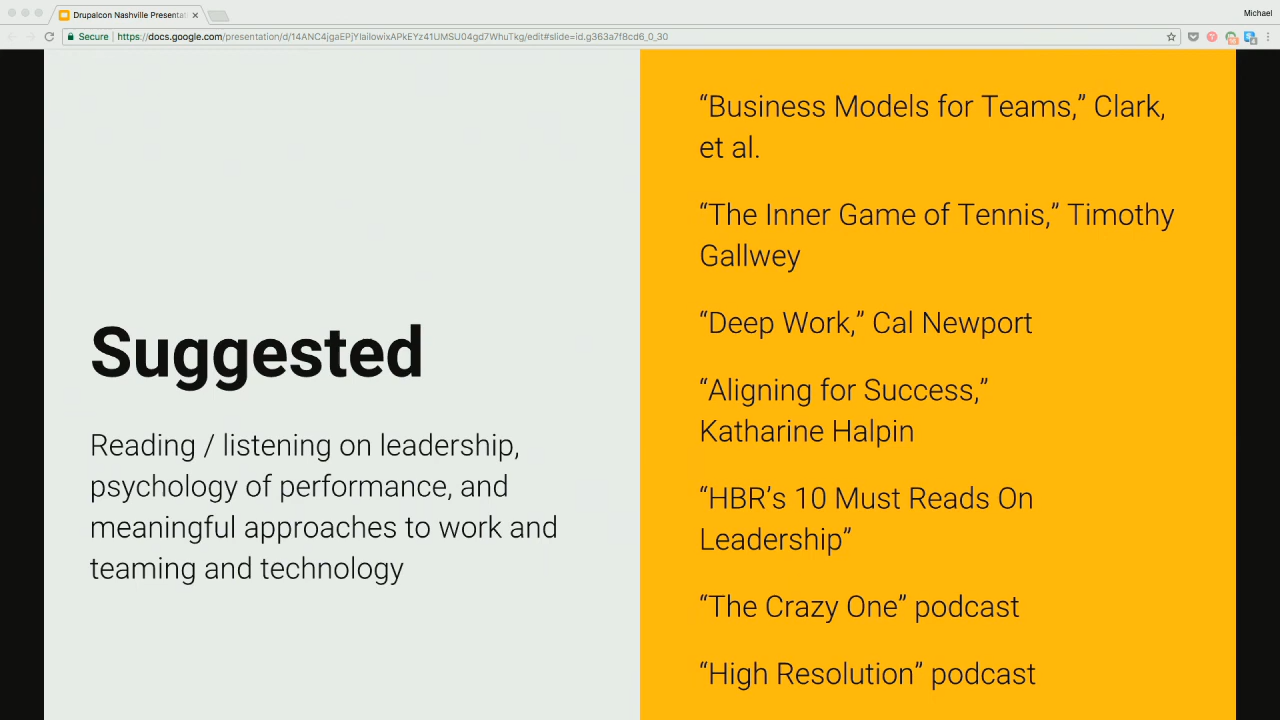 Drupalcon Nashville Presentat
Michael
Secure
https://docs.google.com/presentation/d/14ANC4jgaEPjYIailowixAPkEYz41UMSU04gd7WhuTkg/edit#slide=id.g363a7f8cd6_0_30
Suggested
Reading / listening on leadership,
psychology of performance, and
meaningful approaches to work and
teaming and technology
“Business Models for Teams,” Clark,
et al.
“The Inner Game of Tennis,” Timothy
Gallwey
“Deep Work,” Cal Newport
“Aligning for Success,”
Katharine Halpin
“HBR’s 10 Must Reads On
Leadership”
“The Crazy One” podcast
“High Resolution” podcast